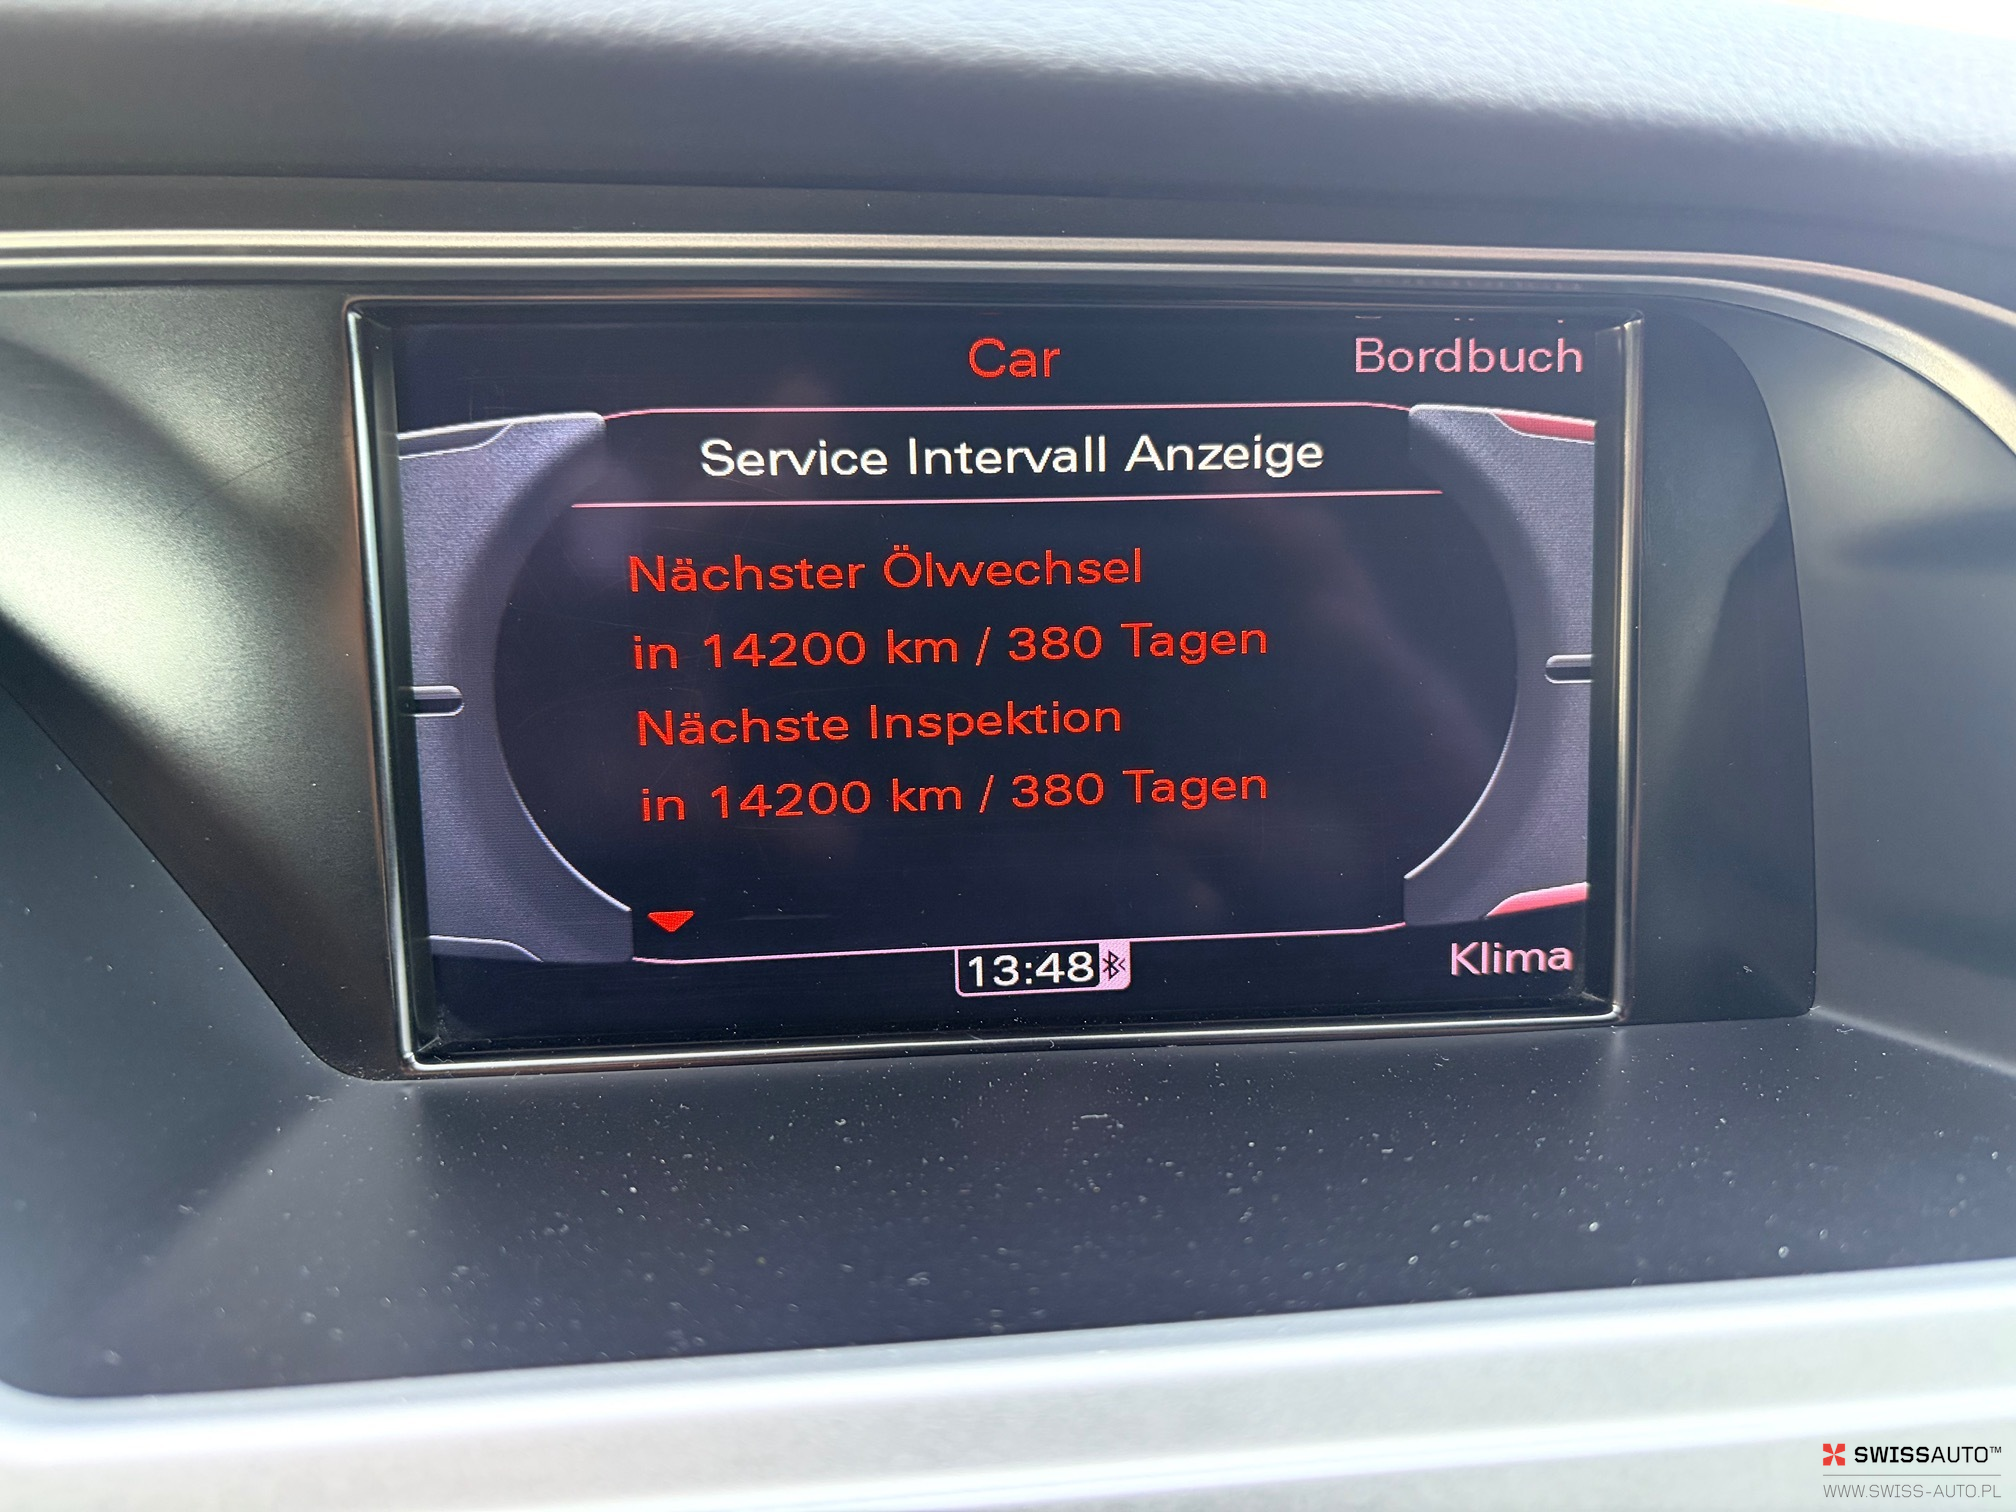 Car
Bordbuch
Service Intervall Anzeige
Nächster Ölwechsel
in 14200 km / 380 Tagen
Nächste Inspektion
in 14200 km / 380 Tagen
13:48
Klima
SWISSAUTO™
WWW.SWISS-AUTO.PL